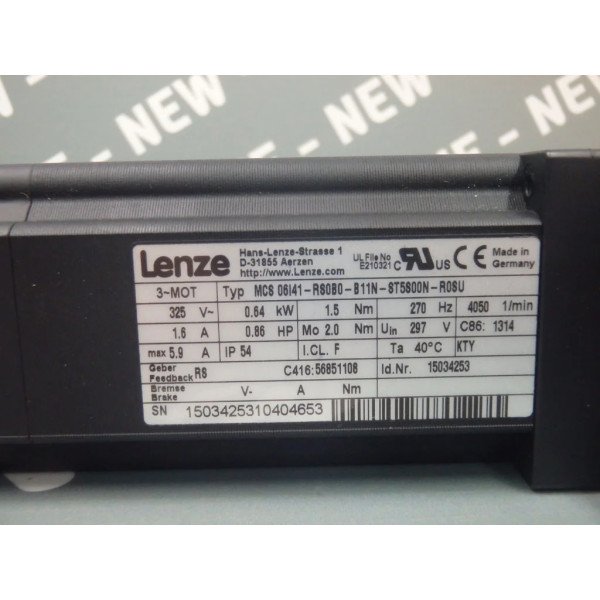 NEW - NEW - NEW
Lenze
Hans-Lenze-Strasse 1
D-31855 Aerzen
http://www.Lenze.com
UL File No
E210321
c RU us CE
Made in
Germany
3~MOT Typ MCS 06I41-RS0B0-B11N-ST5S00N-R0SU
325 V~ 0.64 kW 1.5 Nm 270 Hz 4050 1/min
1.6 A 0.86 HP Mo 2.0 Nm Uin 297 V C86: 1314
max 5.9 A IP 54 I.CL. F Ta 40°C KTY
Geber
Feedback RS C416:56851108 Id.Nr. 15034253
Bremse
Brake V- A Nm
SN 1503425310404653